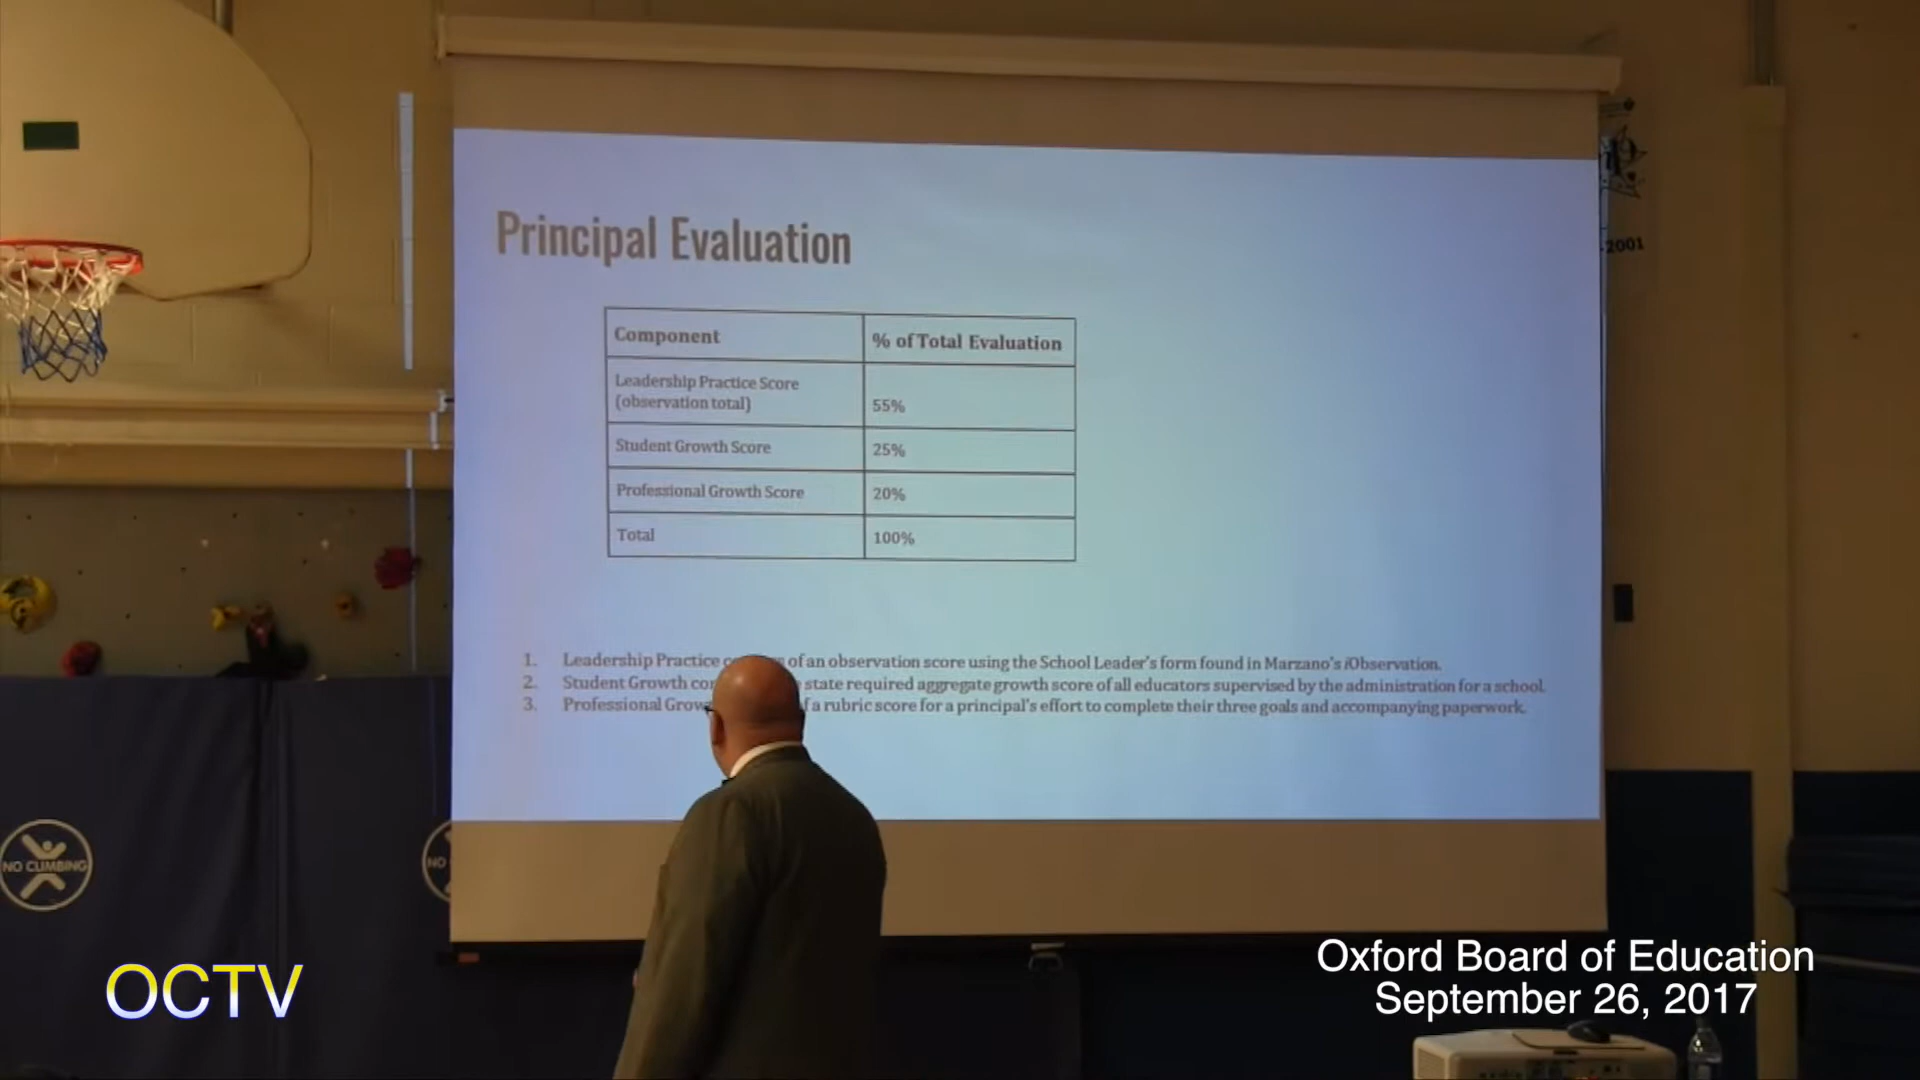 Principal Evaluation
Component
% of Total Evaluation
Leadership Practice Score
(observation total)
55%
Student Growth Score
25%
Professional Growth Score
20%
Total
100%
1. Leadership Practice of an observation score using the School Leader's form found in Marzano's iObservation.
2. Student Growth state required aggregate growth score of all educators supervised by the administration for a school.
3. Professional a rubric score for a principal's effort to complete their three goals and accompanying paperwork.
2001
NO CLIMBING
NO
OCTV
Oxford Board of Education
September 26, 2017